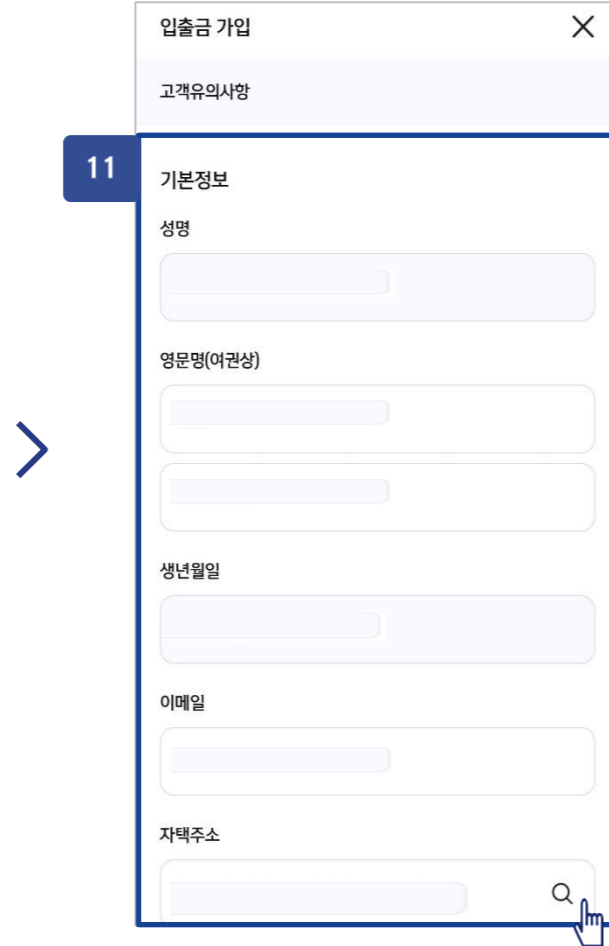 입출금 가입
고객유의사항
11
기본정보
성명
영문명(여권상)
생년월일
이메일
자택주소